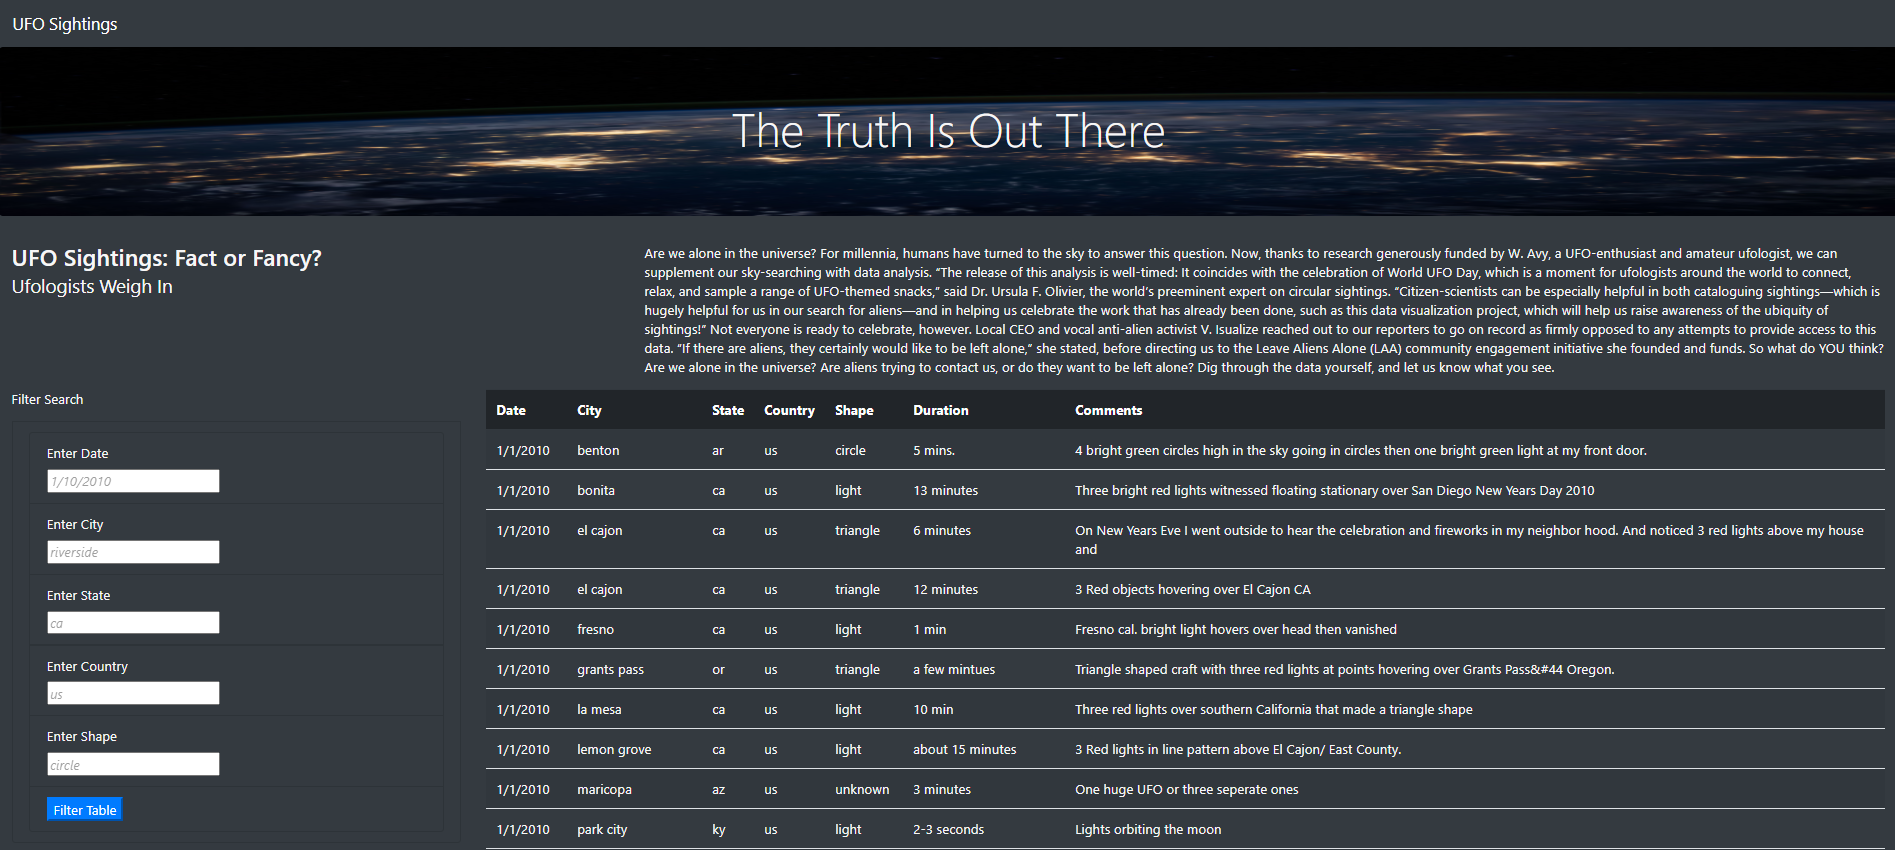 UFO Sightings
The Truth Is Out There
UFO Sightings: Fact or Fancy?
Ufologists Weigh In
Are we alone in the universe? For millennia, humans have turned to the sky to answer this question. Now, thanks to research generously funded by W. Avy, a UFO-enthusiast and amateur ufologist, we can
supplement our sky-searching with data analysis. “The release of this analysis is well-timed: It coincides with the celebration of World UFO Day, which is a moment for ufologists around the world to connect,
relax, and sample a range of UFO-themed snacks,” said Dr. Ursula F. Olivier, the world’s preeminent expert on circular sightings. “Citizen-scientists can be especially helpful in both cataloguing sightings—which is
hugely helpful for us in our search for aliens—and in helping us celebrate the work that has already been done, such as this data visualization project, which will help us raise awareness of the ubiquity of
sightings!” Not everyone is ready to celebrate, however. Local CEO and vocal anti-alien activist V. Isualize reached out to our reporters to go on record as firmly opposed to any attempts to provide access to this
data. “If there are aliens, they certainly would like to be left alone,” she stated, before directing us to the Leave Aliens Alone (LAA) community engagement initiative she founded and funds. So what do YOU think?
Are we alone in the universe? Are aliens trying to contact us, or do they want to be left alone? Dig through the data yourself, and let us know what you see.
Filter Search
Enter Date
1/10/2010
Enter City
riverside
Enter State
ca
Enter Country
us
Enter Shape
circle
Filter Table
Date City State Country Shape Duration Comments
1/1/2010 benton ar us circle 5 mins. 4 bright green circles high in the sky going in circles then one bright green light at my front door.
1/1/2010 bonita ca us light 13 minutes Three bright red lights witnessed floating stationary over San Diego New Years Day 2010
1/1/2010 el cajon ca us triangle 6 minutes On New Years Eve I went outside to hear the celebration and fireworks in my neighbor hood. And noticed 3 red lights above my house
and
1/1/2010 el cajon ca us triangle 12 minutes 3 Red objects hovering over El Cajon CA
1/1/2010 fresno ca us light 1 min Fresno cal. bright light hovers over head then vanished
1/1/2010 grants pass or us triangle a few mintues Triangle shaped craft with three red lights at points hovering over Grants Pass&#44 Oregon.
1/1/2010 la mesa ca us light 10 min Three red lights over southern California that made a triangle shape
1/1/2010 lemon grove ca us light about 15 minutes 3 Red lights in line pattern above El Cajon/ East County.
1/1/2010 maricopa az us unknown 3 minutes One huge UFO or three seperate ones
1/1/2010 park city ky us light 2-3 seconds Lights orbiting the moon